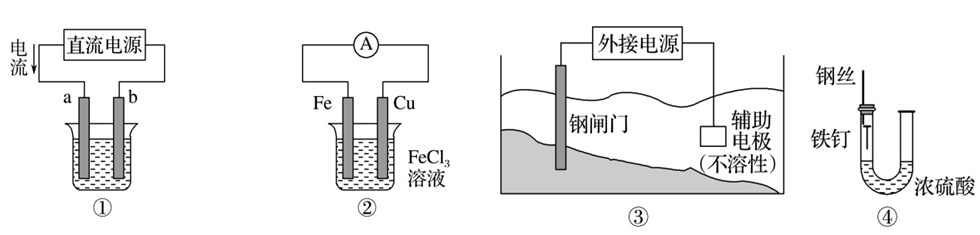 电流
直流电源
a
b
①
A
Fe
Cu
FeCl₃
溶液
②
外接电源
钢闸门
辅助
电极
(不溶性)
③
钢丝
铁钉
浓硫酸
④